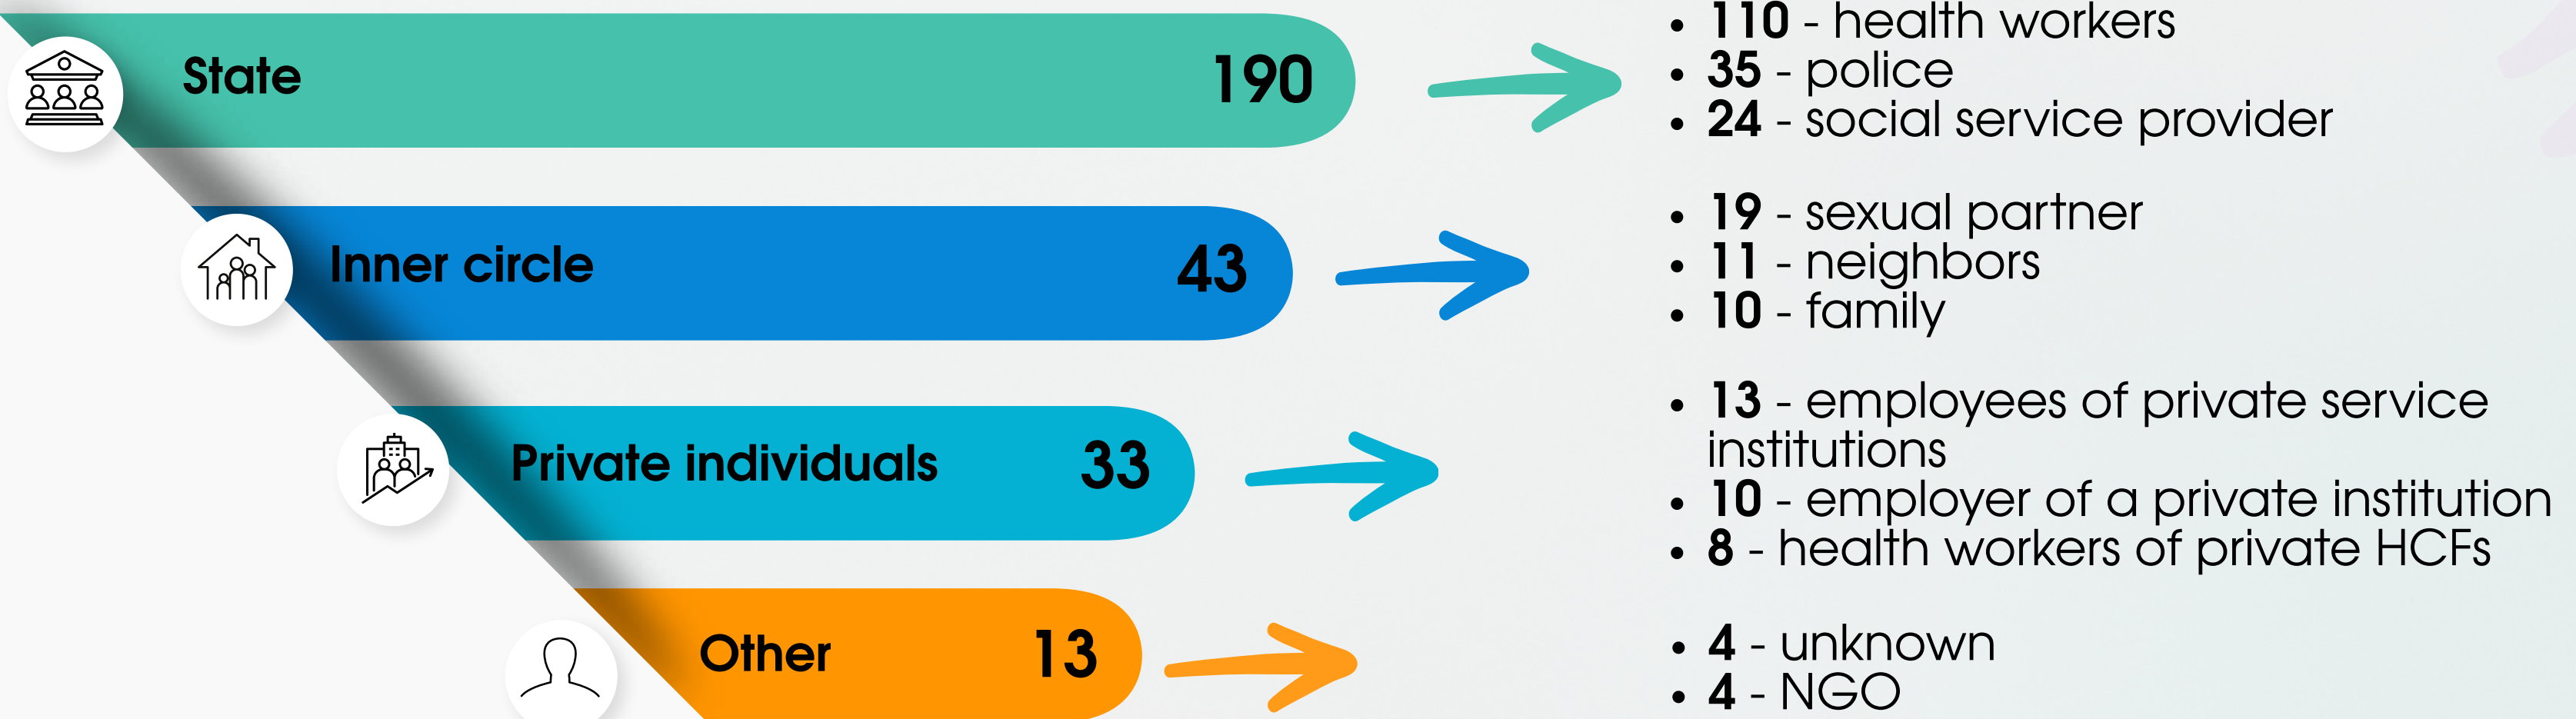 State
190
• 110 - health workers
• 35 - police
• 24 - social service provider
Inner circle
43
• 19 - sexual partner
• 11 - neighbors
• 10 - family
Private individuals
33
• 13 - employees of private service
institutions
• 10 - employer of a private institution
• 8 - health workers of private HCFs
Other
13
• 4 - unknown
• 4 - NGO